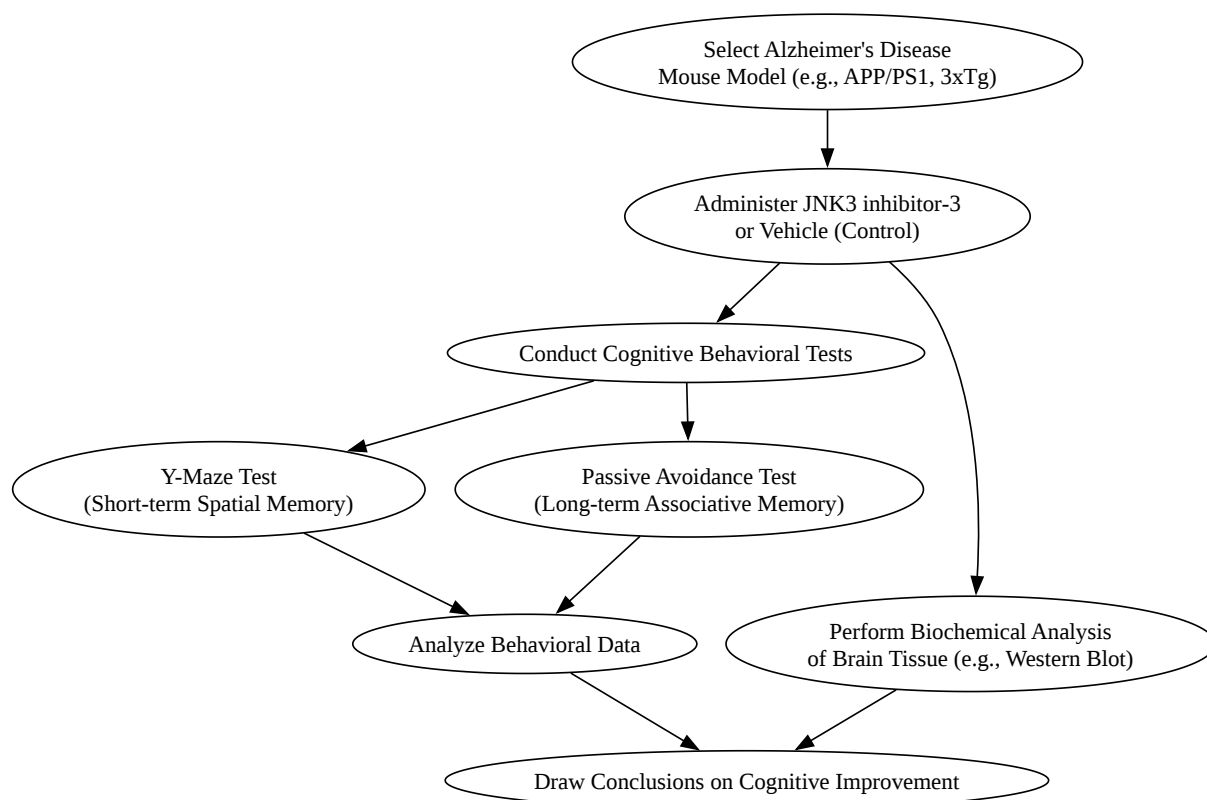 Select Alzheimer's Disease
Mouse Model (e.g., APP/PS1, 3xTg)
Administer JNK3 inhibitor-3
or Vehicle (Control)
Conduct Cognitive Behavioral Tests
Y-Maze Test
(Short-term Spatial Memory)
Passive Avoidance Test
(Long-term Associative Memory)
Analyze Behavioral Data
Perform Biochemical Analysis
of Brain Tissue (e.g., Western Blot)
Draw Conclusions on Cognitive Improvement